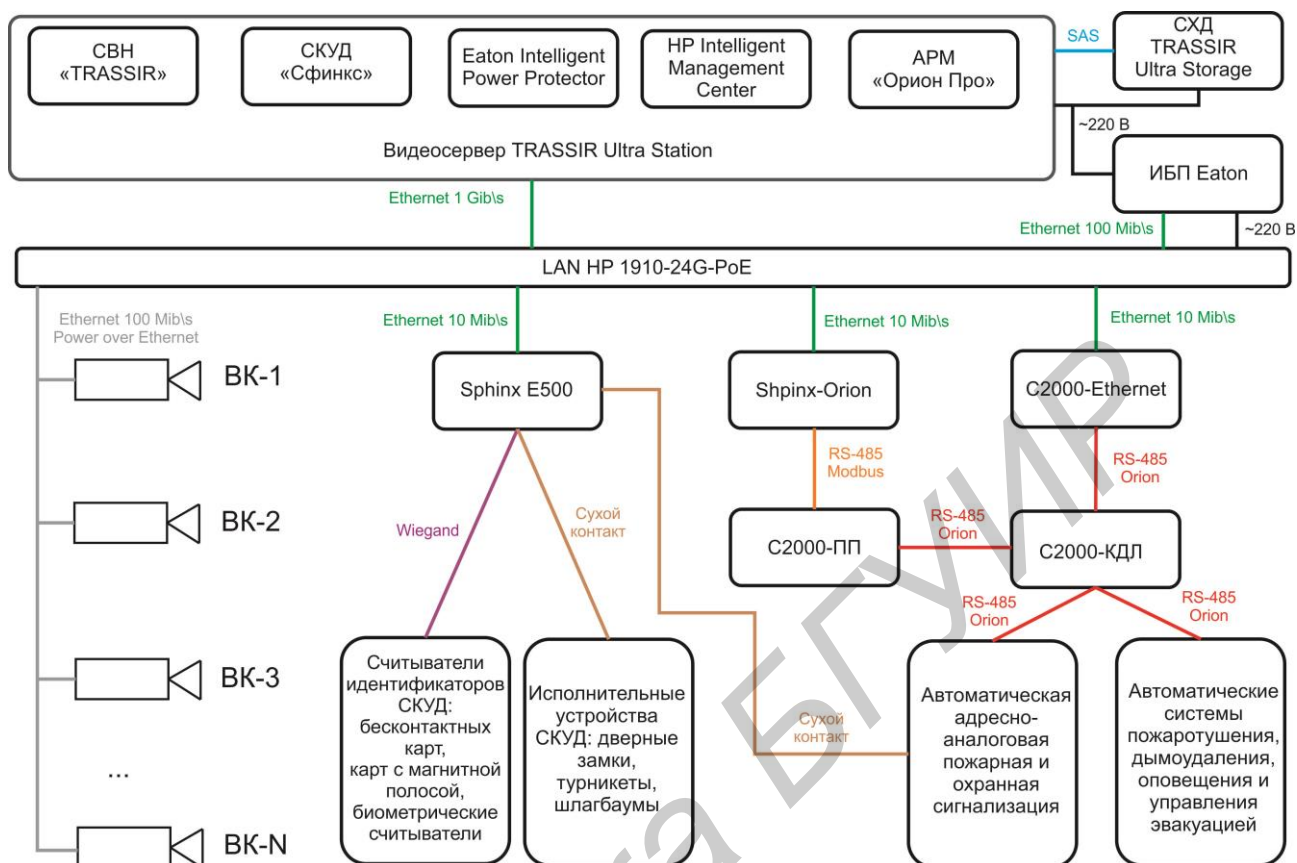 СВН
«TRASSIR»
СКУД
«Сфинкс»
Eaton Intelligent
Power Protector
HP Intelligent
Management
Center
АРМ
«Орион Про»
Видеосервер TRASSIR Ultra Station
SAS
СХД
TRASSIR
Ultra Storage
~220 В
ИБП Eaton
Ethernet 1 Gib\s
Ethernet 100 Mib\s
~220 В
LAN HP 1910-24G-PoE
Ethernet 100 Mib\s
Power over Ethernet
Ethernet 10 Mib\s
Ethernet 10 Mib\s
Ethernet 10 Mib\s
ВК-1
Sphinx E500
Shpinx-Orion
С2000-Ethernet
RS-485
Modbus
RS-485
Orion
ВК-2
Wiegand
Сухой
контакт
С2000-ПП
RS-485
Orion
С2000-КДЛ
RS-485
Orion
RS-485
Orion
ВК-3
...
ВК-N
Считыватели
идентификаторов
СКУД:
бесконтактных
карт,
карт с магнитной
полосой,
биометрические
считыватели
Исполнительные
устройства
СКУД: дверные
замки,
турникеты,
шлагбаумы
Сухой
контакт
Автоматическая
адресно-
аналоговая
пожарная и
охранная
сигнализация
Автоматические
системы
пожаротушения,
дымоудаления,
оповещения и
управления
эвакуацией
БГУИР